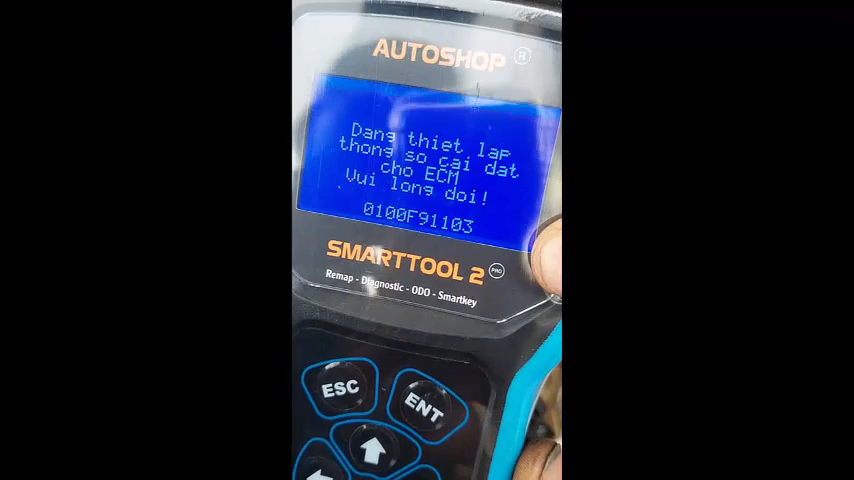 AUTOSHOP ®
Dang thiet lap
thong so cai dat
cho ECM
Vui long doi!
0100F91103
SMARTTOOL 2 PRO
Remap - Diagnostic - ODO - Smartkey
ESC
ENT